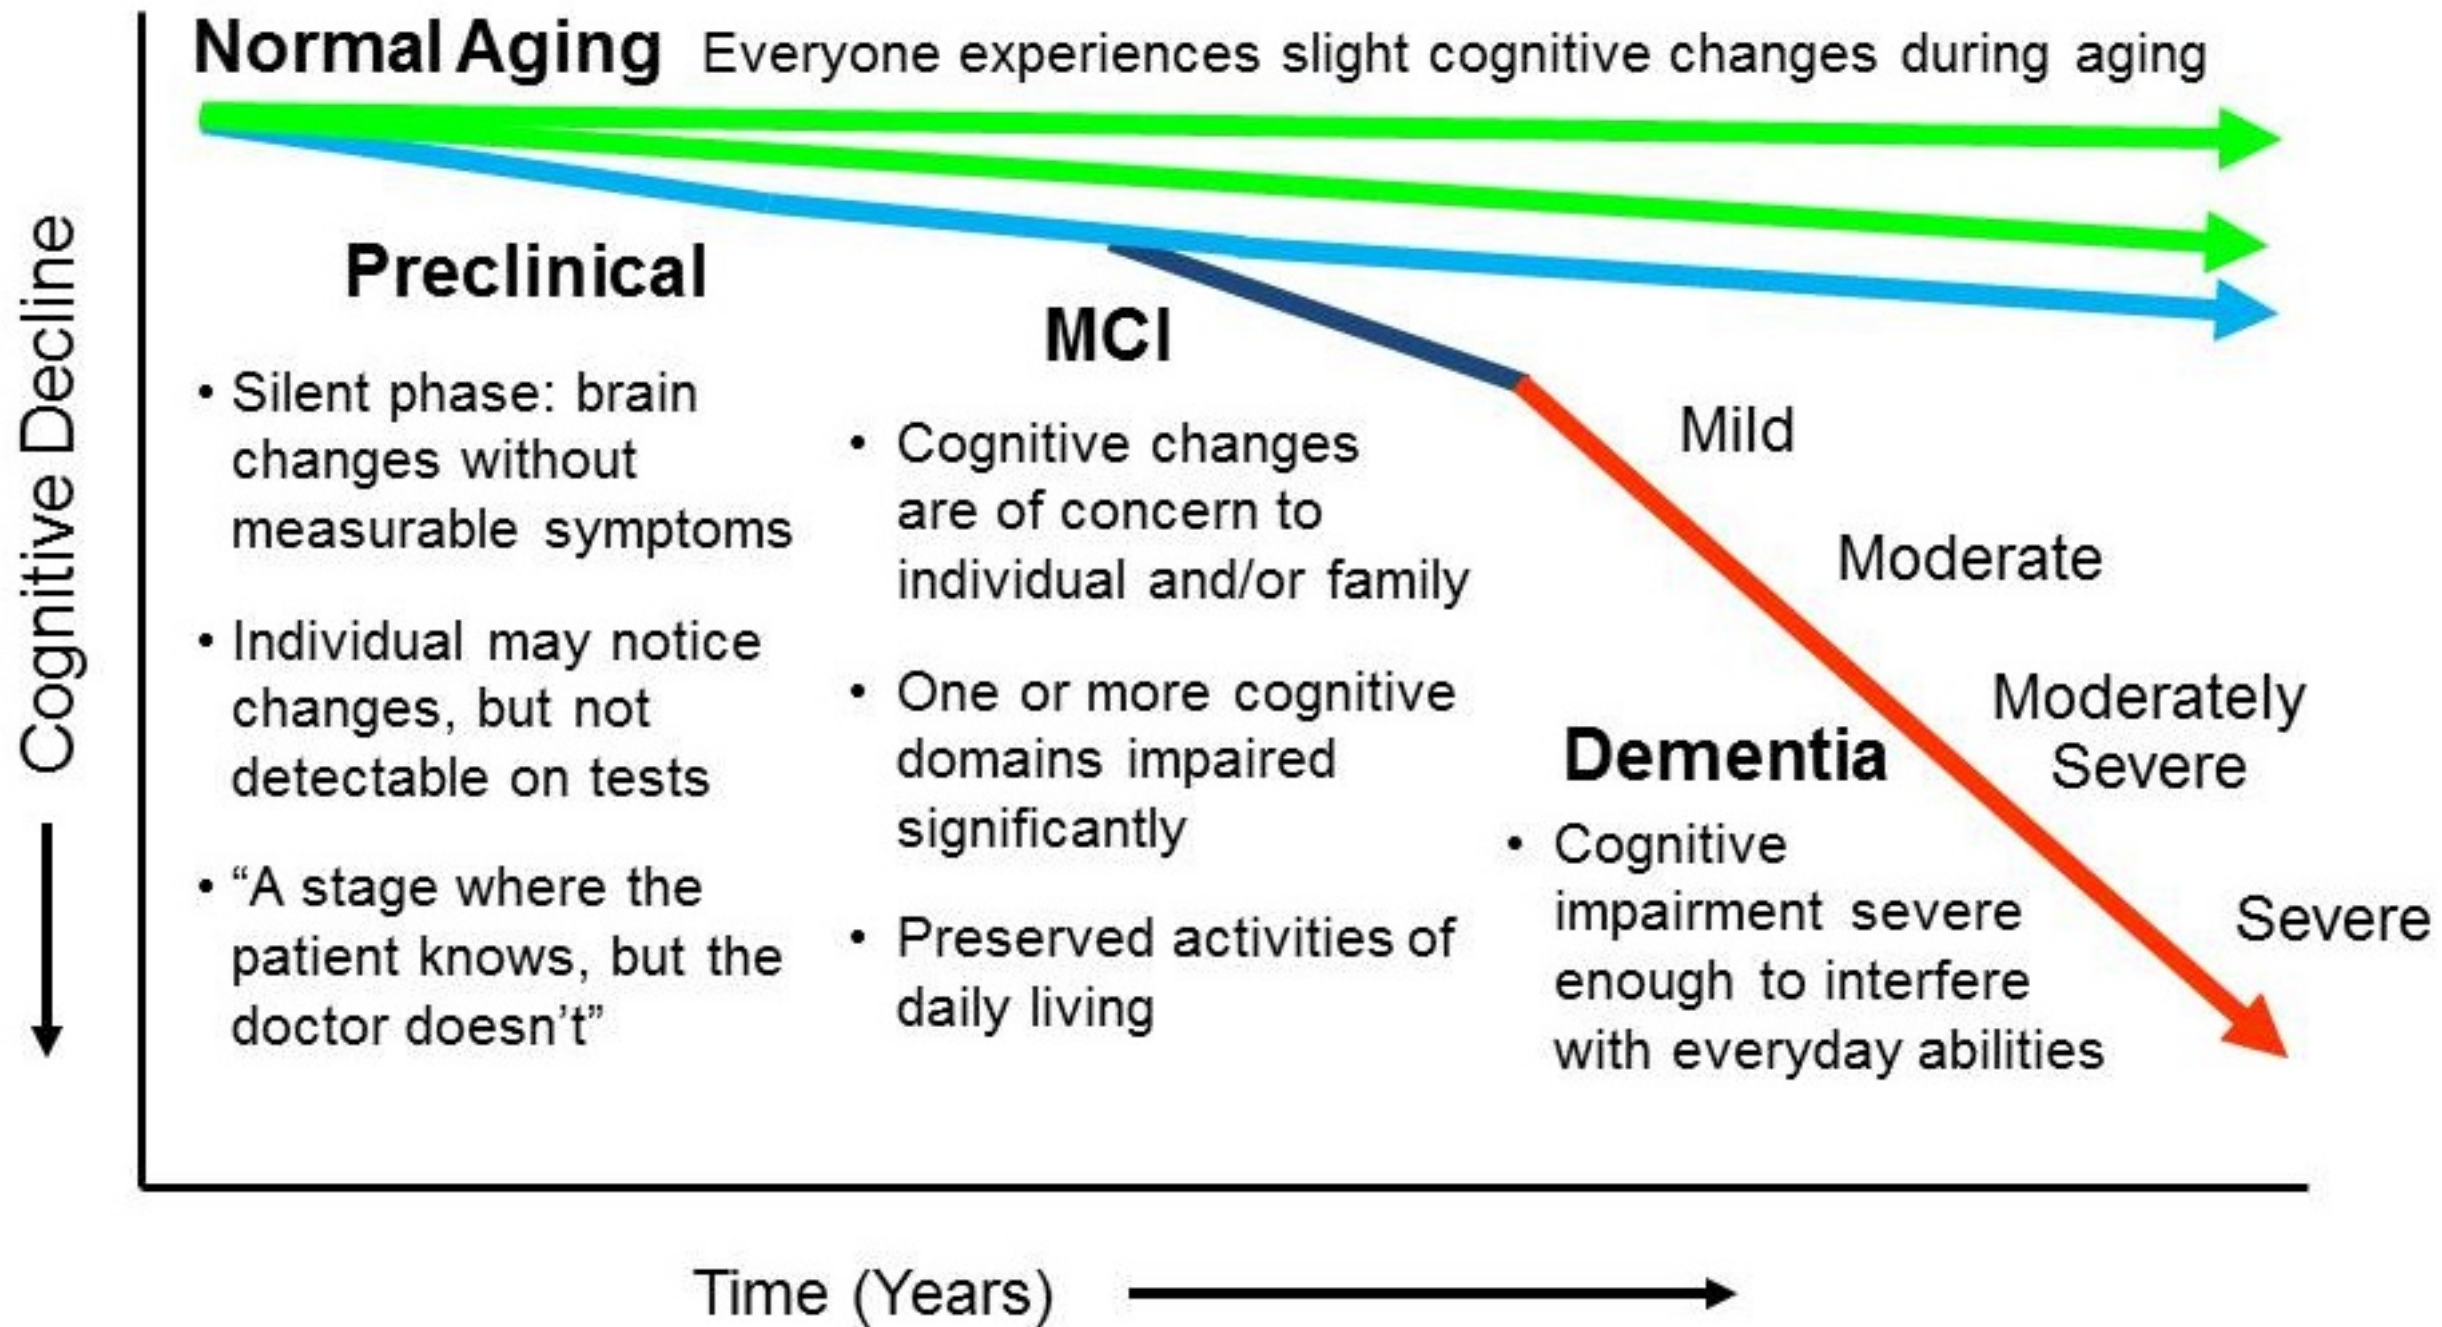 Normal Aging Everyone experiences slight cognitive changes during aging
Cognitive Decline
Preclinical
• Silent phase: brain
changes without
measurable symptoms
• Individual may notice
changes, but not
detectable on tests
• “A stage where the
patient knows, but the
doctor doesn’t”
MCI
• Cognitive changes
are of concern to
individual and/or family
• One or more cognitive
domains impaired
significantly
• Preserved activities of
daily living
Mild
Moderate
Moderately
Severe
Severe
Dementia
• Cognitive
impairment severe
enough to interfere
with everyday abilities
Time (Years)